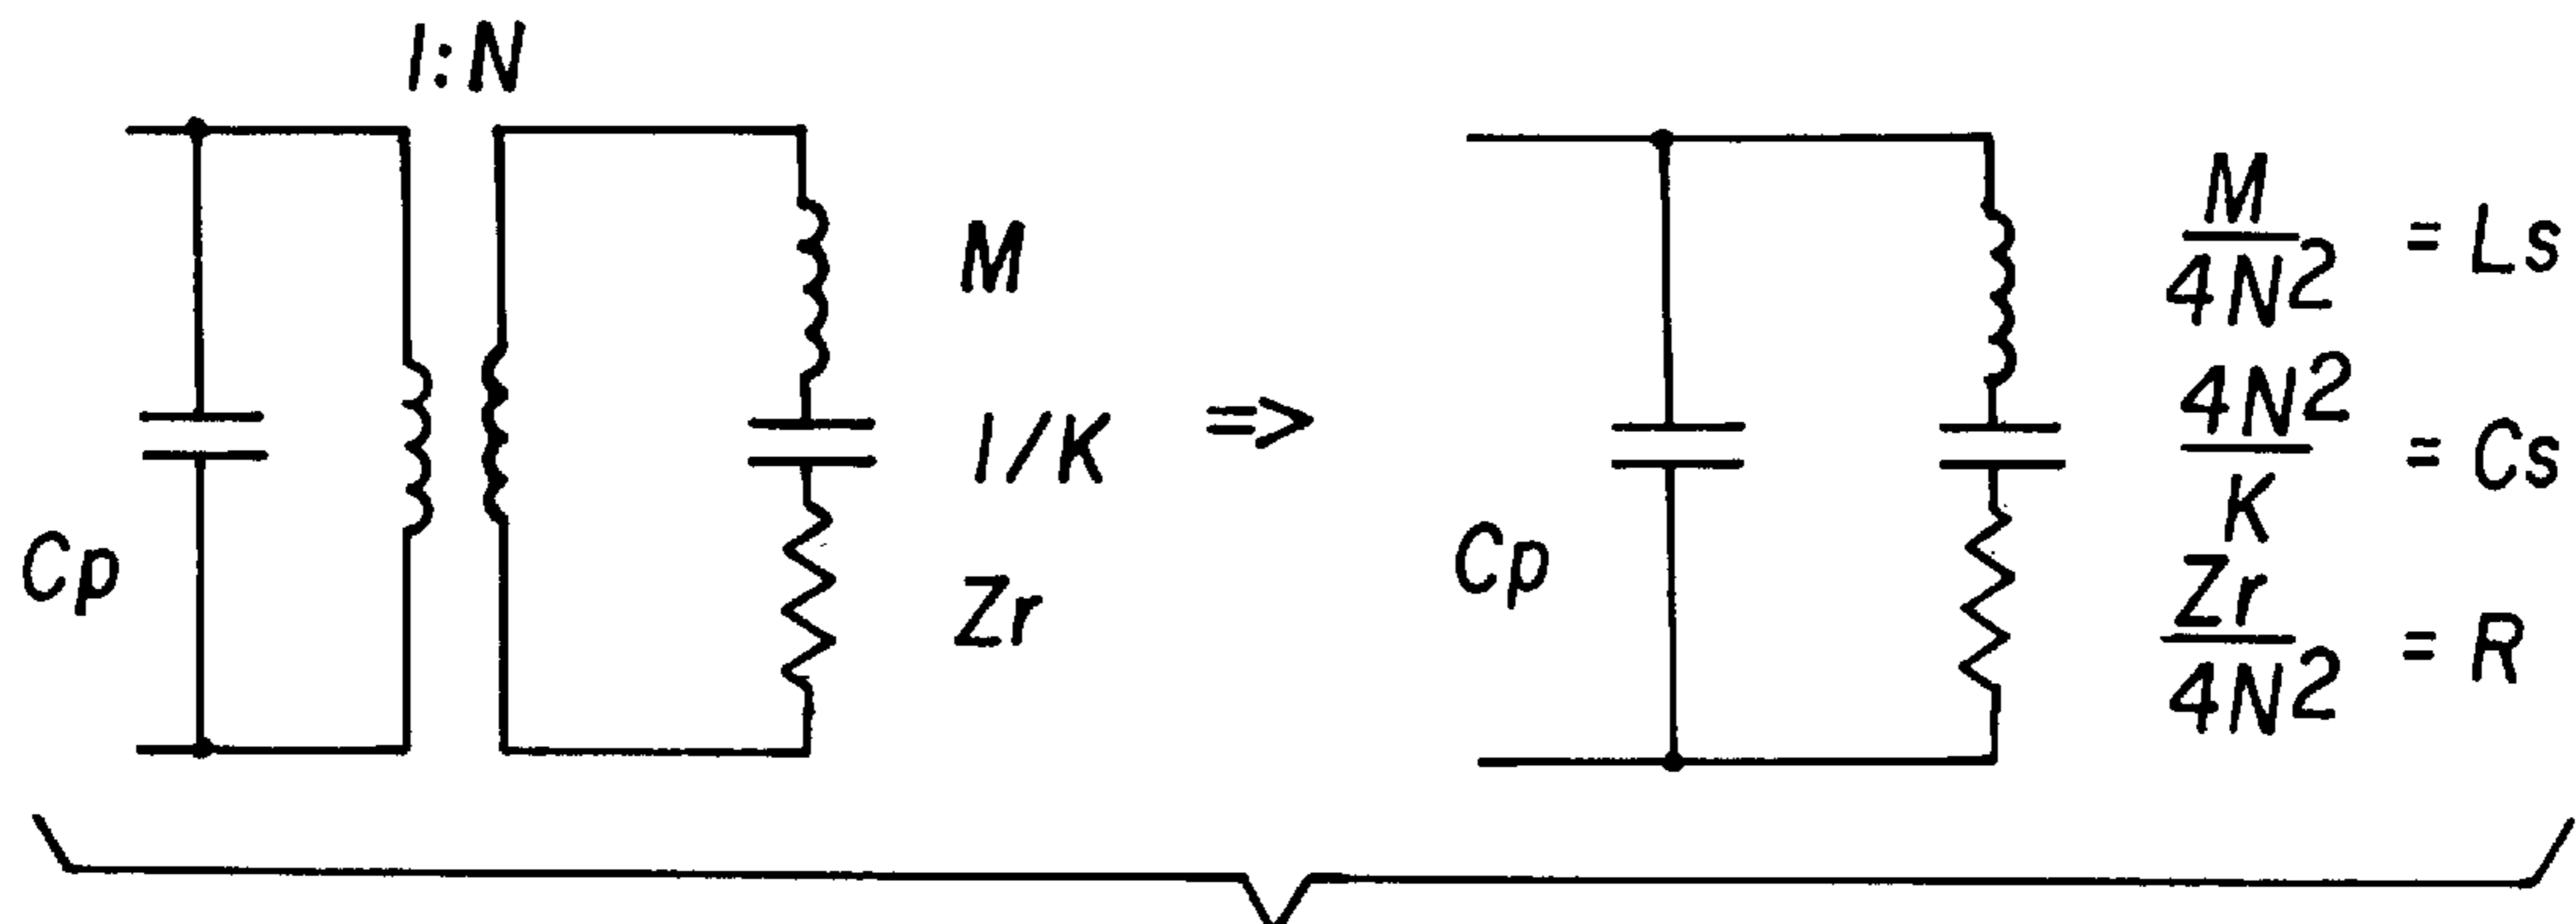 1:N
Cp
M
1/K
Zr
=>
Cp
M/4N² = Ls
4N²/K = Cs
Zr/4N² = R